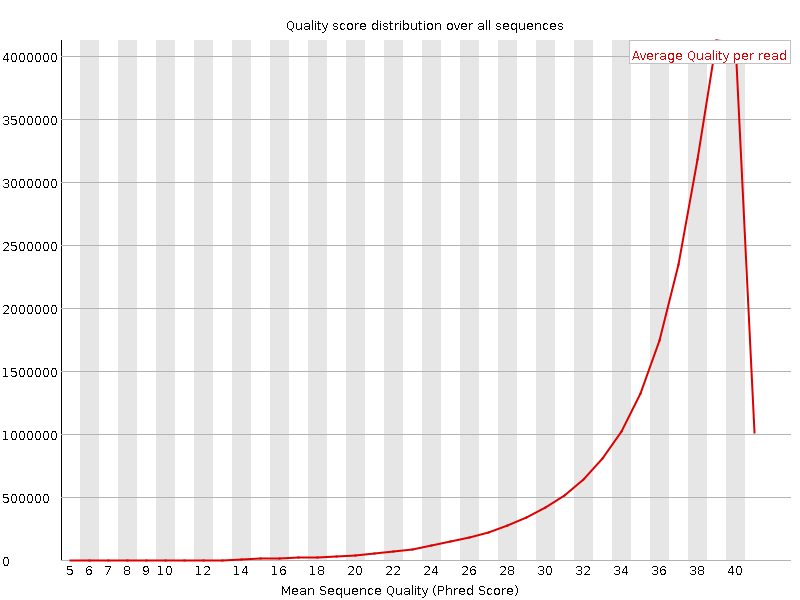 Quality score distribution over all sequences
Average Quality per read
4000000
3500000
3000000
2500000
2000000
1500000
1000000
500000
0
5 6 7 8 9 10 12 14 16 18 20 22 24 26 28 30 32 34 36 38 40
Mean Sequence Quality (Phred Score)